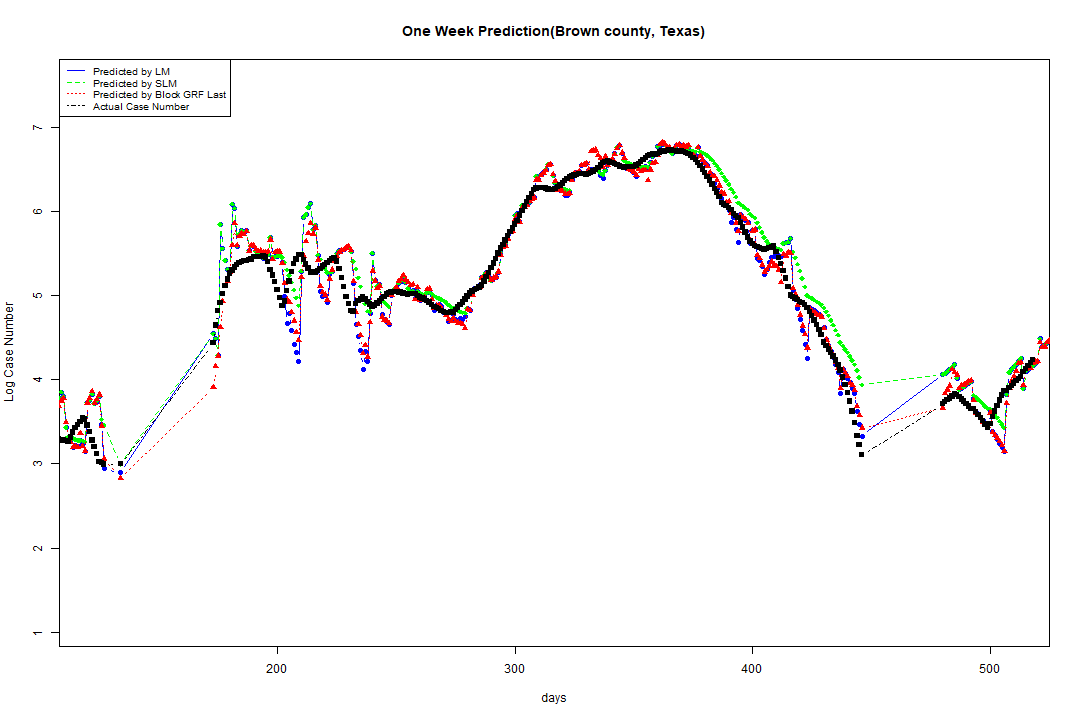 One Week Prediction(Brown county, Texas)
Predicted by LM
Predicted by SLM
Predicted by Block GRF Last
Actual Case Number
Log Case Number
7
6
5
4
3
2
1
200
300
400
500
days